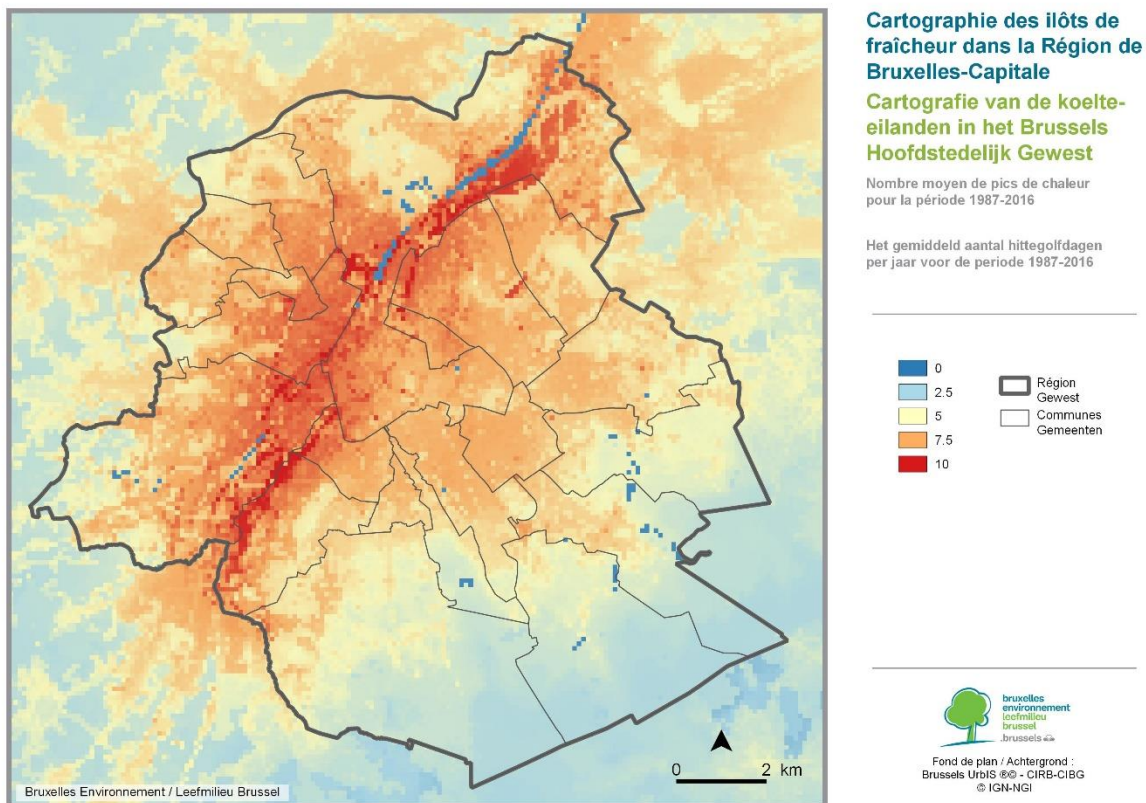 Cartographie des ilôts de
fraîcheur dans la Région de
Bruxelles-Capitale
Cartografie van de koelte-
eilanden in het Brussels
Hoofdstedelijk Gewest
Nombre moyen de pics de chaleur
pour la période 1987-2016
Het gemiddeld aantal hittegolfdagen
per jaar voor de periode 1987-2016
0
2.5
5
7.5
10
Région
Gewest
Communes
Gemeenten
0 2 km
Bruxelles Environnement / Leefmilieu Brussel
bruxelles
environnement
leefmilieu
brussel
.brussels
Fond de plan / Achtergrond :
Brussels UrbIS ®© - CIRB-CIBG
© IGN-NGI